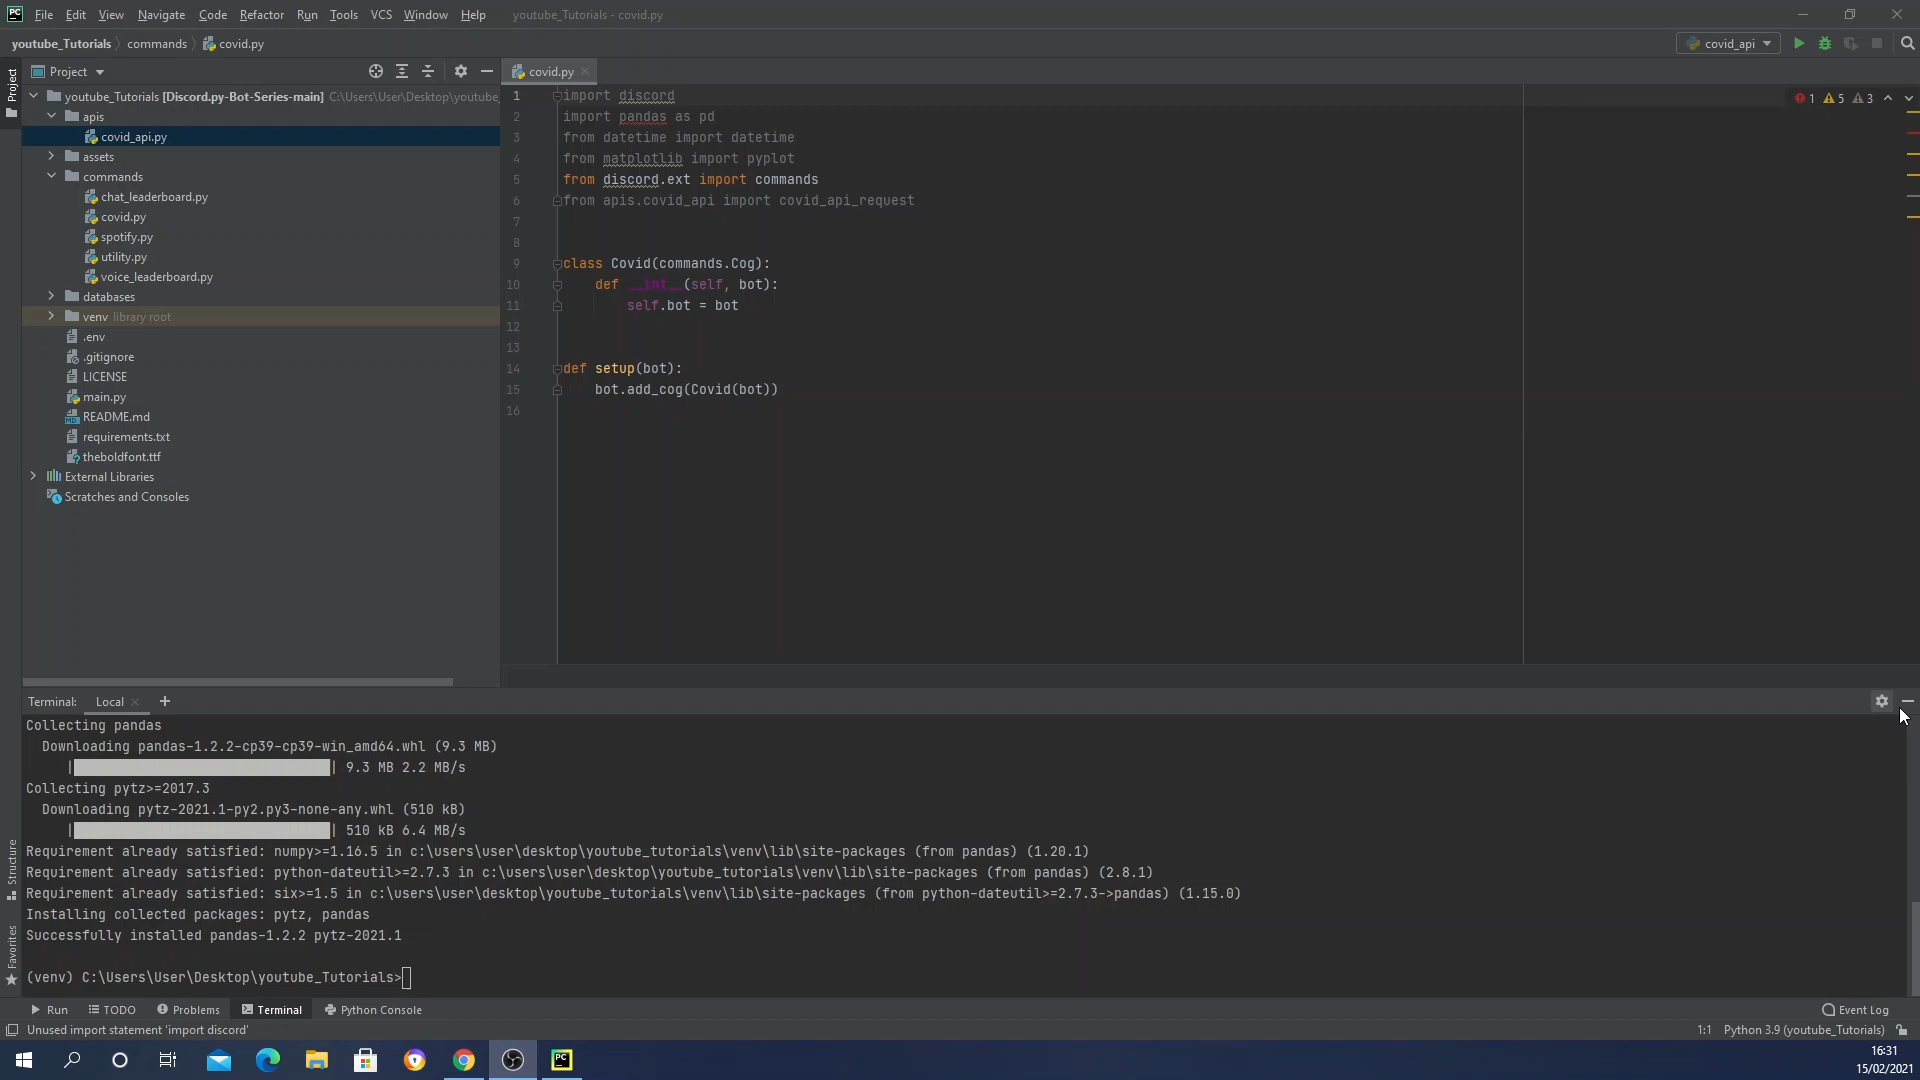 PC File Edit View Navigate Code Refactor Run Tools VCS Window Help youtube_Tutorials - covid.py
youtube_Tutorials commands covid.py covid_api
Project covid.py
Project
youtube_Tutorials [Discord.py-Bot-Series-main] C:\Users\User\Desktop\youtube_
apis
covid_api.py
assets
commands
chat_leaderboard.py
covid.py
spotify.py
utility.py
voice_leaderboard.py
databases
venv library root
.env
.gitignore
LICENSE
main.py
README.md
requirements.txt
theboldfont.ttf
External Libraries
Scratches and Consoles
1 5 3
1 import discord
2 import pandas as pd
3 from datetime import datetime
4 from matplotlib import pyplot
5 from discord.ext import commands
6 from apis.covid_api import covid_api_request
7
8
9 class Covid(commands.Cog):
10 def __int__(self, bot):
11 self.bot = bot
12
13
14 def setup(bot):
15 bot.add_cog(Covid(bot))
16
Terminal: Local
Collecting pandas
Downloading pandas-1.2.2-cp39-cp39-win_amd64.whl (9.3 MB)
| | 9.3 MB 2.2 MB/s
Collecting pytz>=2017.3
Downloading pytz-2021.1-py2.py3-none-any.whl (510 kB)
| | 510 kB 6.4 MB/s
Requirement already satisfied: numpy>=1.16.5 in c:\users\user\desktop\youtube_tutorials\venv\lib\site-packages (from pandas) (1.20.1)
Requirement already satisfied: python-dateutil>=2.7.3 in c:\users\user\desktop\youtube_tutorials\venv\lib\site-packages (from pandas) (2.8.1)
Requirement already satisfied: six>=1.5 in c:\users\user\desktop\youtube_tutorials\venv\lib\site-packages (from python-dateutil>=2.7.3->pandas) (1.15.0)
Installing collected packages: pytz, pandas
Successfully installed pandas-1.2.2 pytz-2021.1
(venv) C:\Users\User\Desktop\youtube_Tutorials>
Structure
Favorites
Run TODO Problems Terminal Python Console Event Log
Unused import statement 'import discord' 1:1 Python 3.9 (youtube_Tutorials)
PC
16:31
15/02/2021